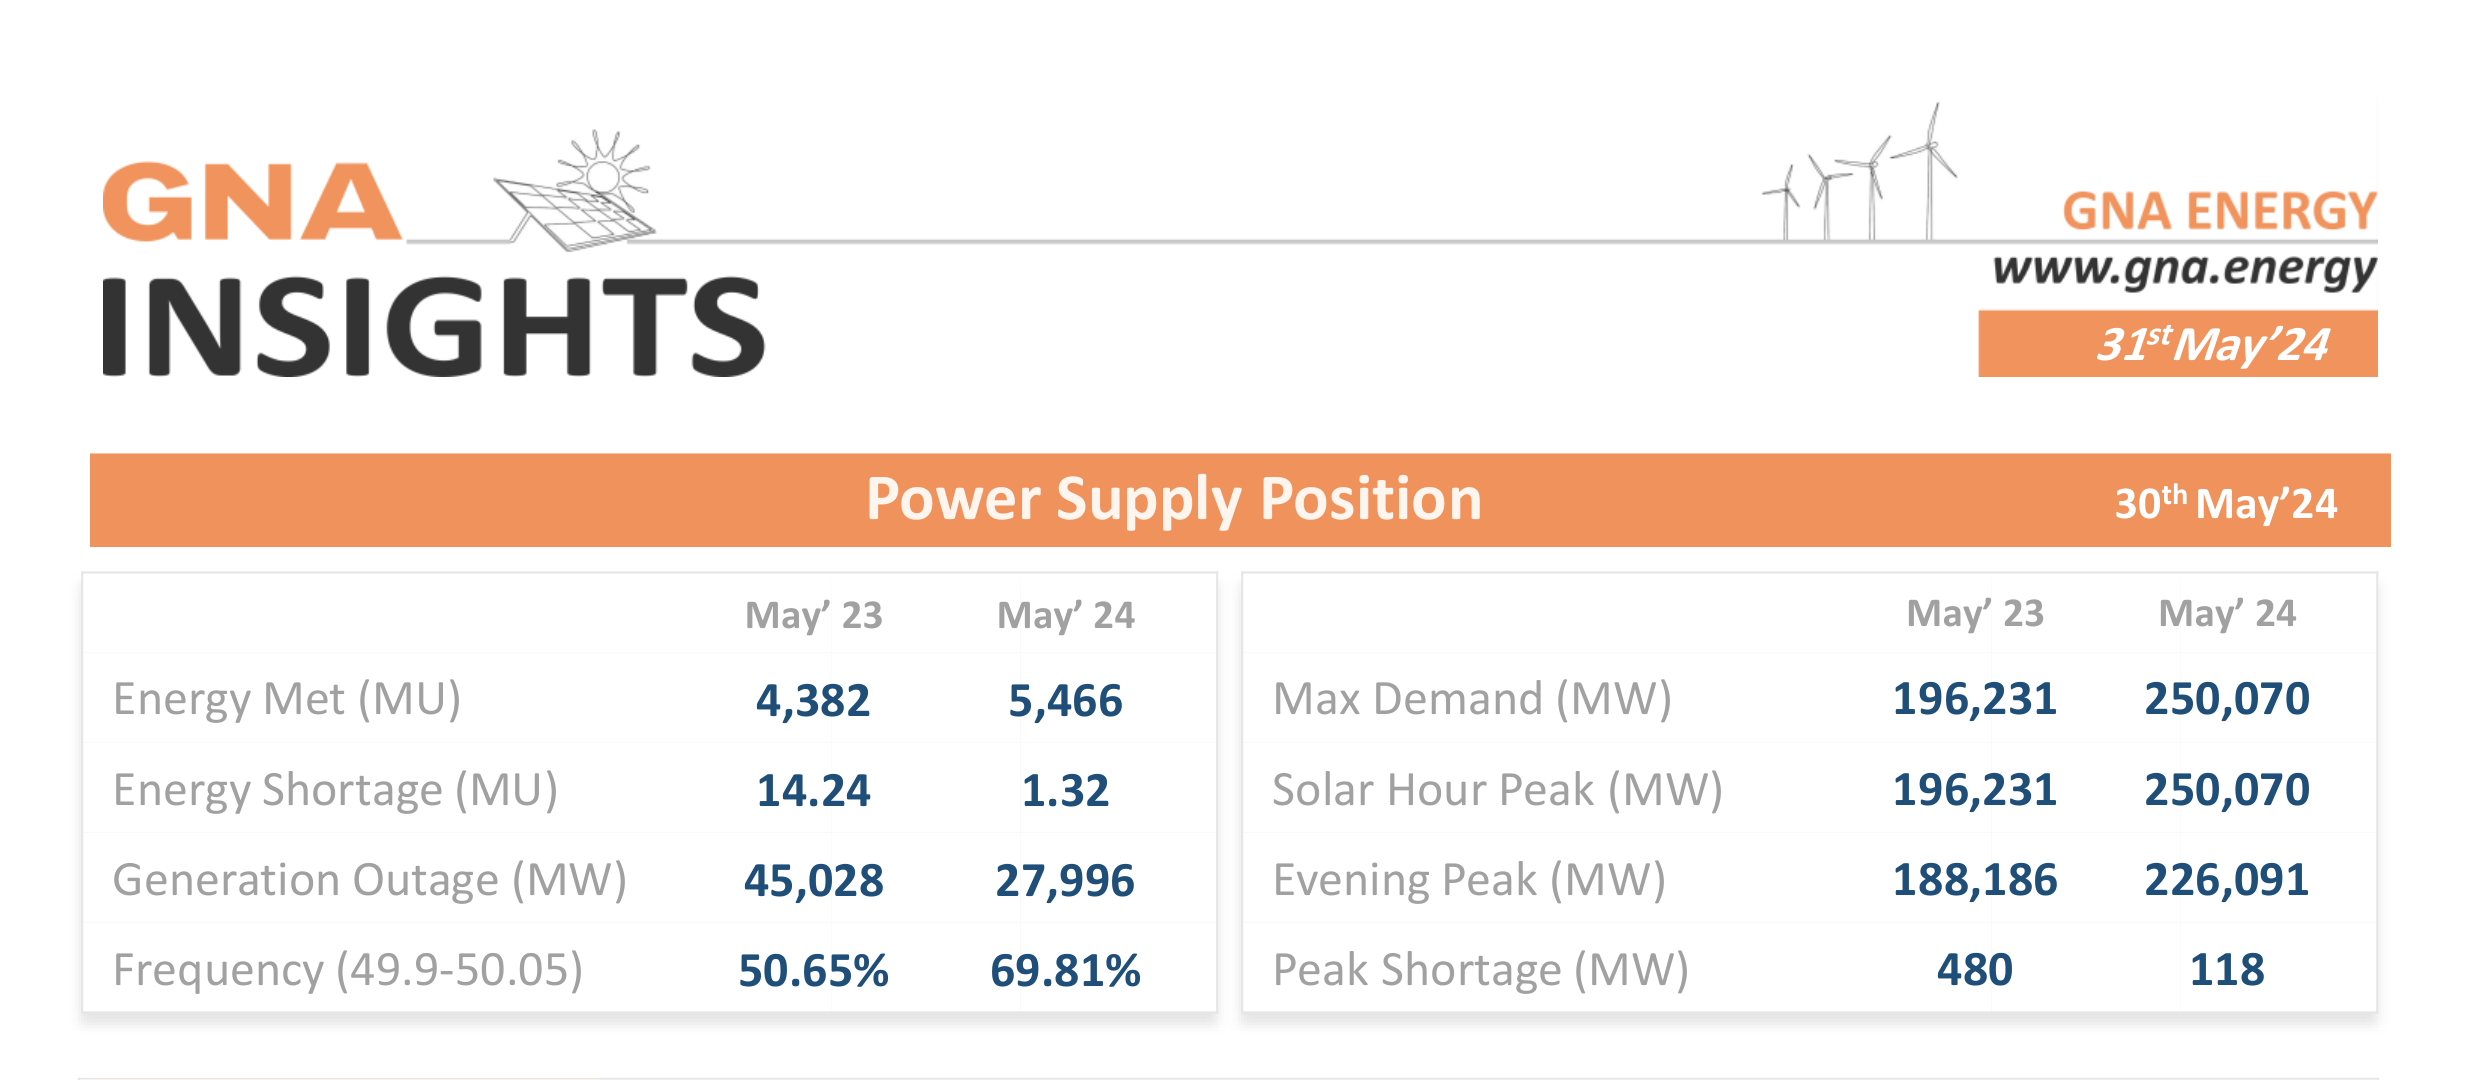 GNA
INSIGHTS
GNA ENERGY
www.gna.energy
31st May’24
Power Supply Position
30th May’24
May’ 23 May’ 24
Energy Met (MU) 4,382 5,466
Energy Shortage (MU) 14.24 1.32
Generation Outage (MW) 45,028 27,996
Frequency (49.9-50.05) 50.65% 69.81%
May’ 23 May’ 24
Max Demand (MW) 196,231 250,070
Solar Hour Peak (MW) 196,231 250,070
Evening Peak (MW) 188,186 226,091
Peak Shortage (MW) 480 118